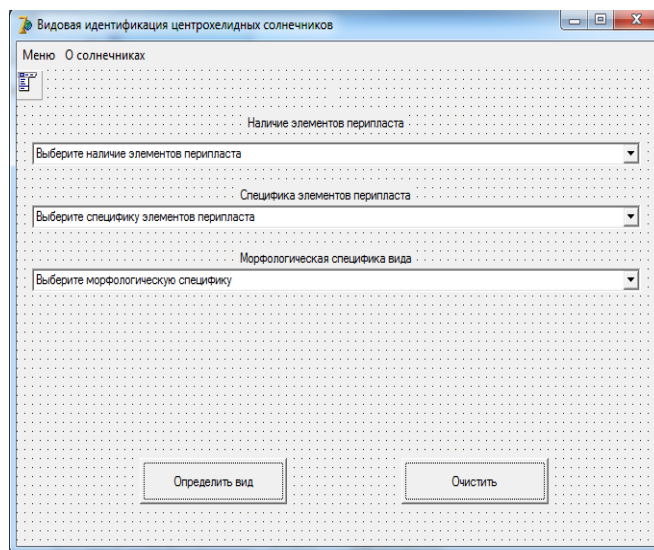 Видовая идентификация центрохелидных солнечников
Меню О солнечниках
Наличие элементов перипласта
Выберите наличие элементов перипласта
Специфика элементов перипласта
Выберите специфику элементов перипласта
Морфологическая специфика вида
Выберите морфологическую специфику
Определить вид Очистить